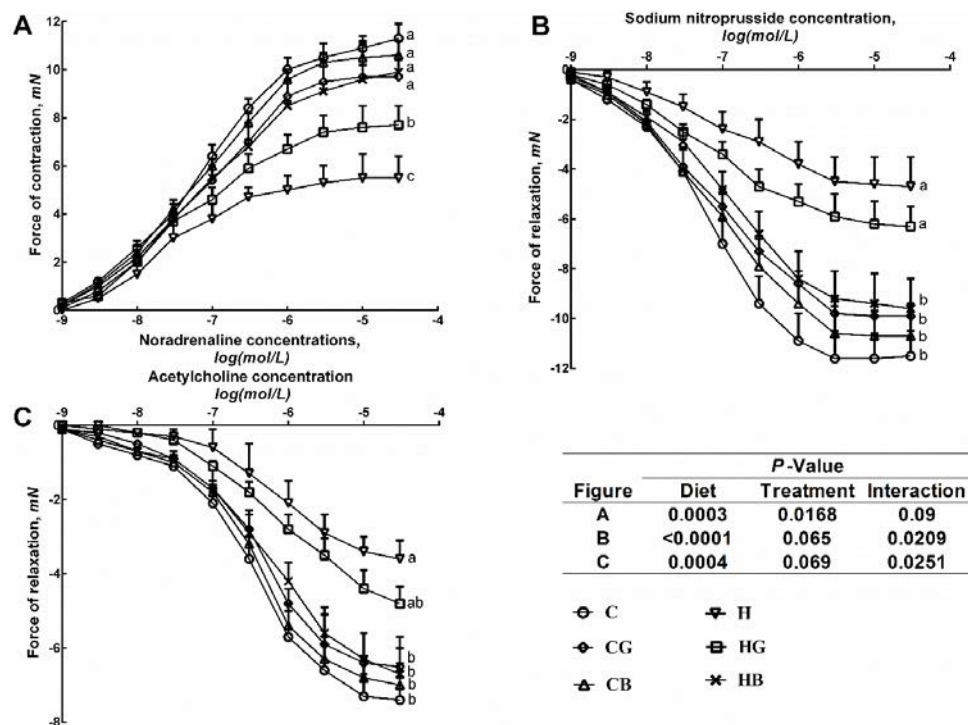 A
Force of contraction, mN
12
10
8
6
4
2
0
a
a
a
a
b
c
-9 -8 -7 -6 -5 -4
Noradrenaline concentrations,
log(mol/L)
B
Sodium nitroprusside concentration,
log(mol/L)
-9 -8 -7 -6 -5 -4
0
-2
-4
-6
-8
-10
-12
Force of relaxation, mN
a
a
b
b
b
b
C
Acetylcholine concentration
log(mol/L)
-9 -8 -7 -6 -5 -4
0
-2
-4
-6
-8
Force of relaxation, mN
a
ab
b
b
b
b
P-Value
Figure Diet Treatment Interaction
A 0.0003 0.0168 0.09
B <0.0001 0.065 0.0209
C 0.0004 0.069 0.0251
C H
CG HG
CB HB